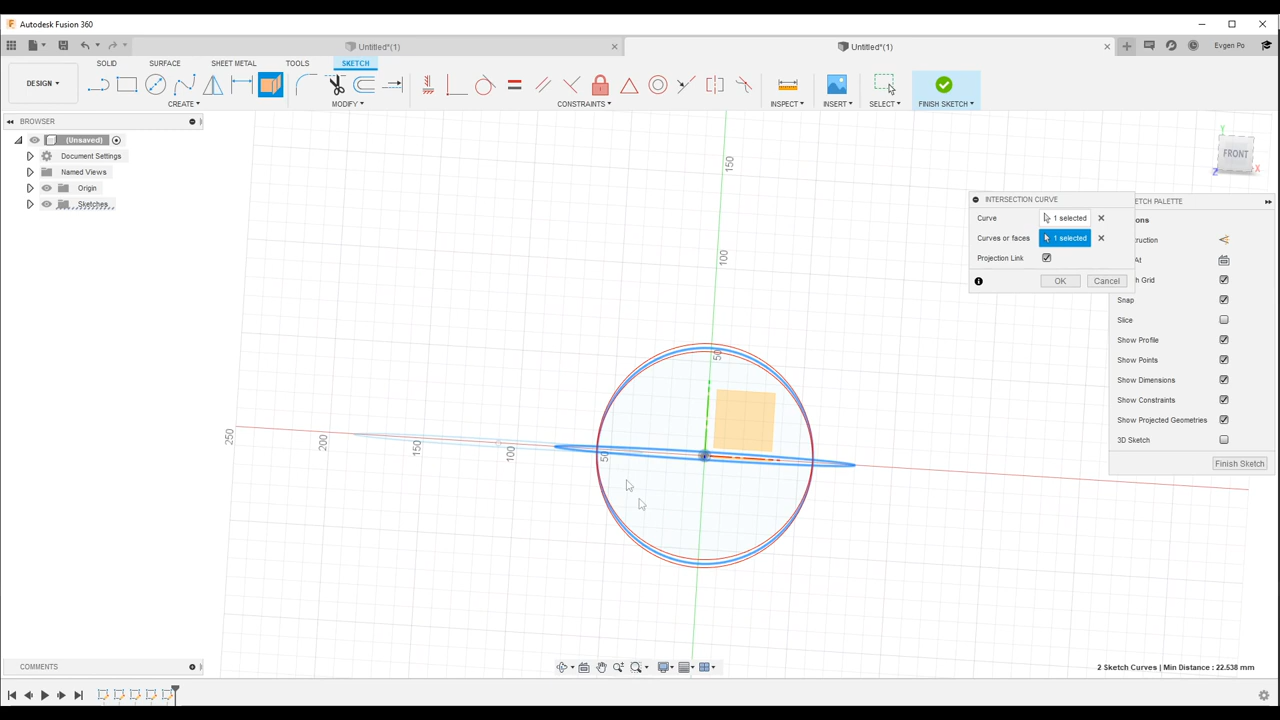 Autodesk Fusion 360
Untitled*(1)
Untitled*(1)
Evgen Po
DESIGN
SOLID
SURFACE
SHEET METAL
TOOLS
SKETCH
CREATE
MODIFY
CONSTRAINTS
INSPECT
INSERT
SELECT
FINISH SKETCH
BROWSER
(Unsaved)
Document Settings
Named Views
Origin
Sketches
150
100
50
250
200
150
100
50
Y
FRONT
Z
X
INTERSECTION CURVE
Curve
1 selected
Curves or faces
1 selected
Projection Link
OK
Cancel
ETCH PALETTE
ons
ruction
At
h Grid
Snap
Slice
Show Profile
Show Points
Show Dimensions
Show Constraints
Show Projected Geometries
3D Sketch
Finish Sketch
COMMENTS
2 Sketch Curves | Min Distance : 22.538 mm